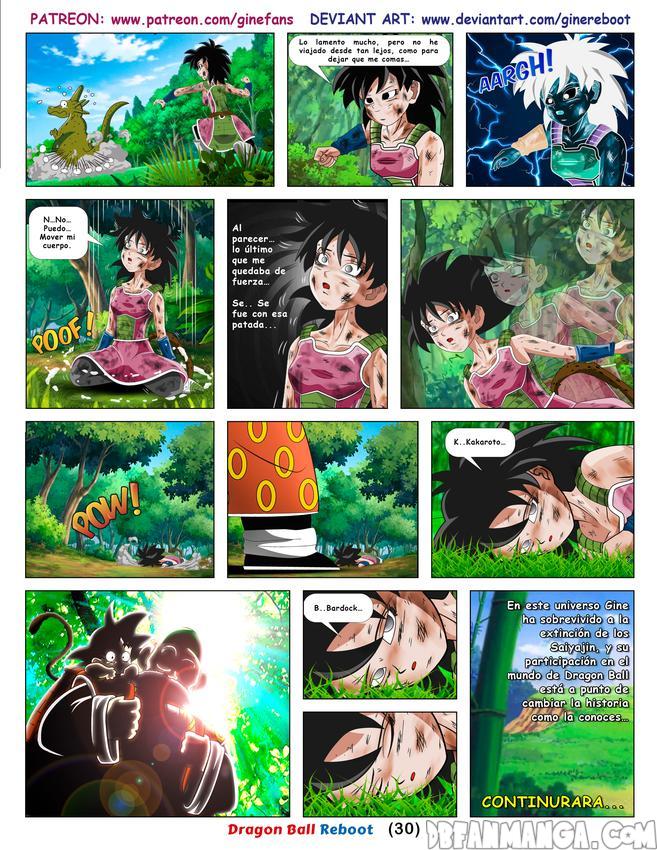 PATREON: www.patreon.com/ginefans DEVIANT ART: www.deviantart.com/ginereboot
Lo lamento mucho, pero no he
viajado desde tan lejos, como para
dejar que me comas...
AARGH!
N...No...
Puedo...
Mover mi
cuerpo.
POOF!
Al
parecer...
lo último
que me
quedaba de
fuerza...
Se.. Se
fue con esa
patada...
POW!
K..Kakaroto...
B..Bardock...
En este universo Gine
ha sobrevivido a la
extinción de los
Saiyajin, y su
participación en el
mundo de Dragon Ball
está a punto de
cambiar la historia
como la conoces...
CONTINURARA...
Dragon Ball Reboot (30)
DBFANMANGA.COM